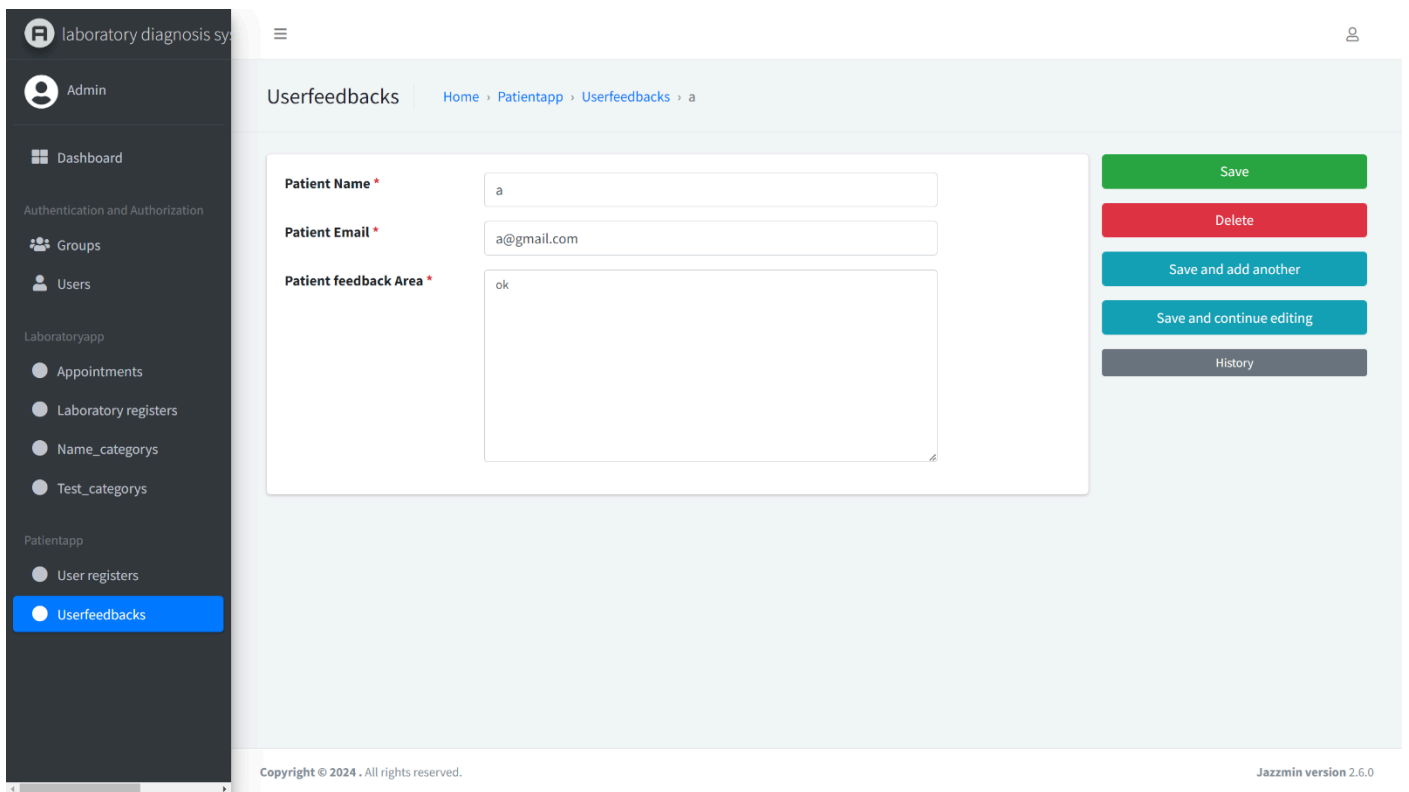 laboratory diagnosis sy
Admin
Dashboard
Authentication and Authorization
Groups
Users
Laboratoryapp
Appointments
Laboratory registers
Name_categorys
Test_categorys
Patientapp
User registers
Userfeedbacks
Userfeedbacks
Home › Patientapp › Userfeedbacks › a
Patient Name * a
Patient Email * a@gmail.com
Patient feedback Area * ok
Save
Delete
Save and add another
Save and continue editing
History
Copyright © 2024 . All rights reserved.
Jazzmin version 2.6.0